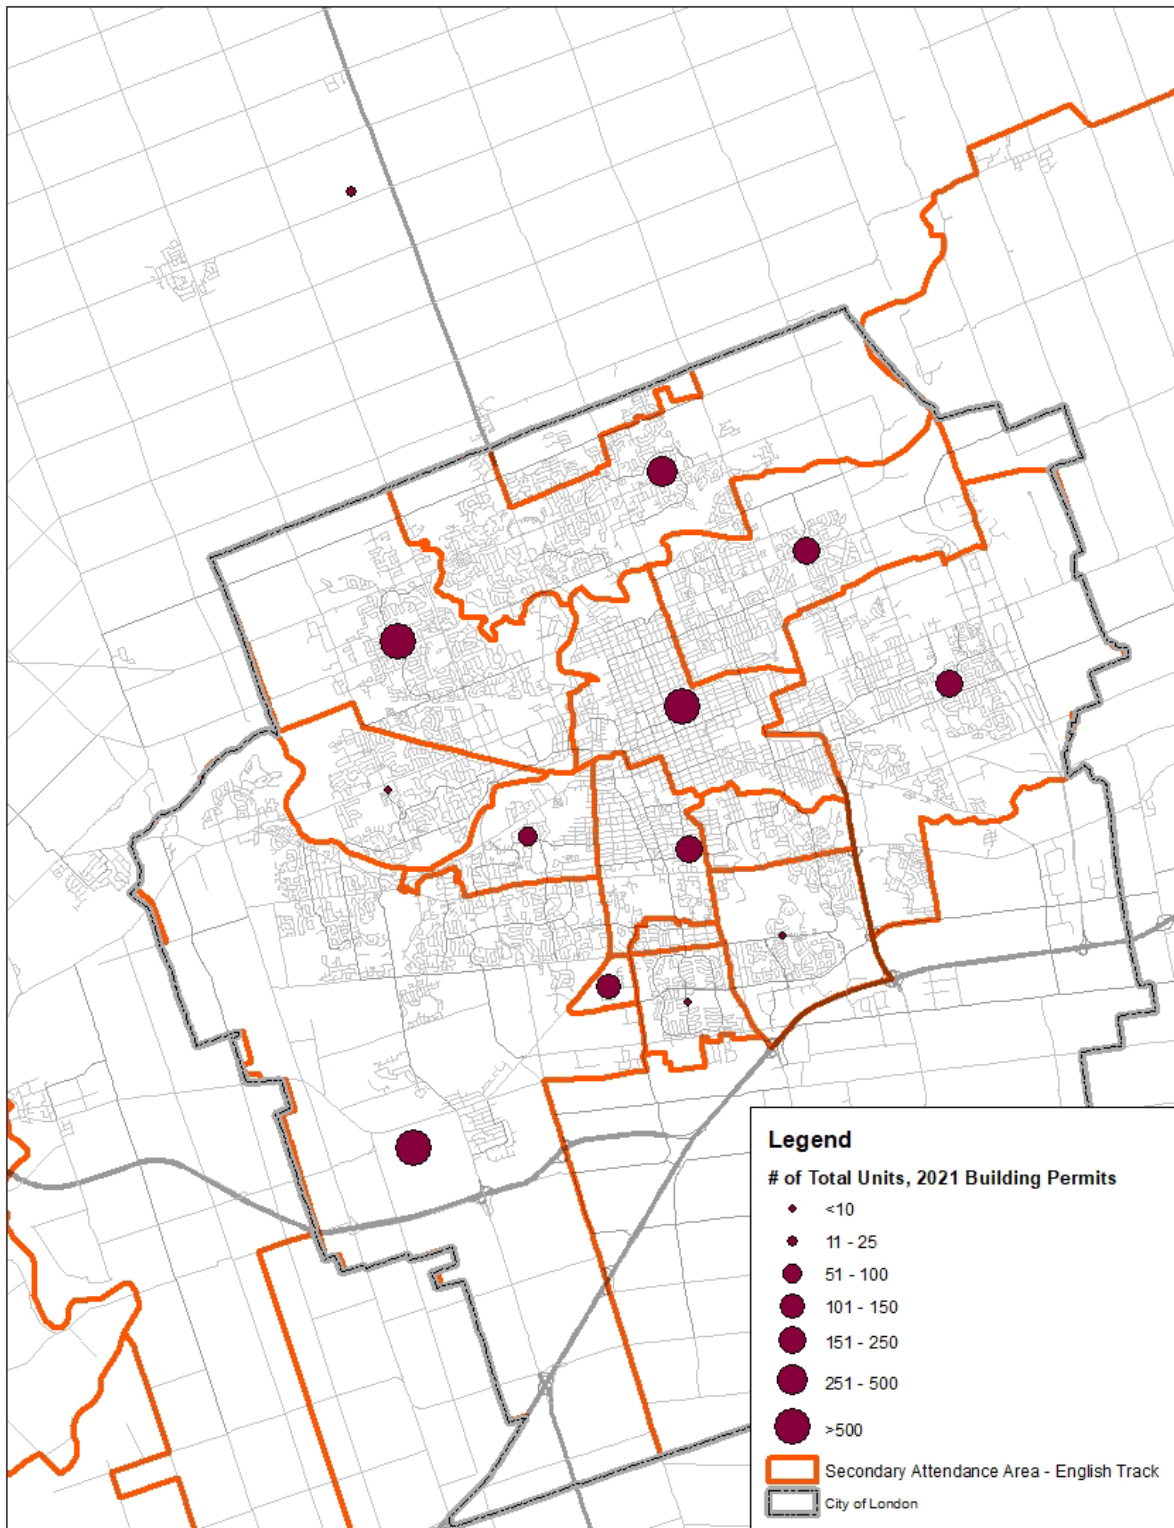 Legend
# of Total Units, 2021 Building Permits
<10
11 - 25
51 - 100
101 - 150
151 - 250
251 - 500
>500
Secondary Attendance Area - English Track
City of London